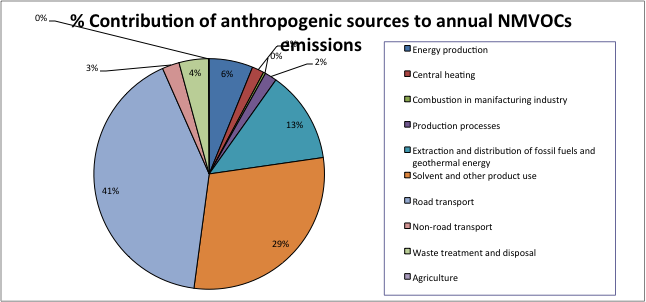 % Contribution of anthropogenic sources to annual NMVOCs
emissions
0%
0%
2%
3%
4%
6%
13%
41%
29%
Energy production
Central heating
Combustion in manifacturing industry
Production processes
Extraction and distribution of fossil fuels and
geothermal energy
Solvent and other product use
Road transport
Non-road transport
Waste treatment and disposal
Agriculture